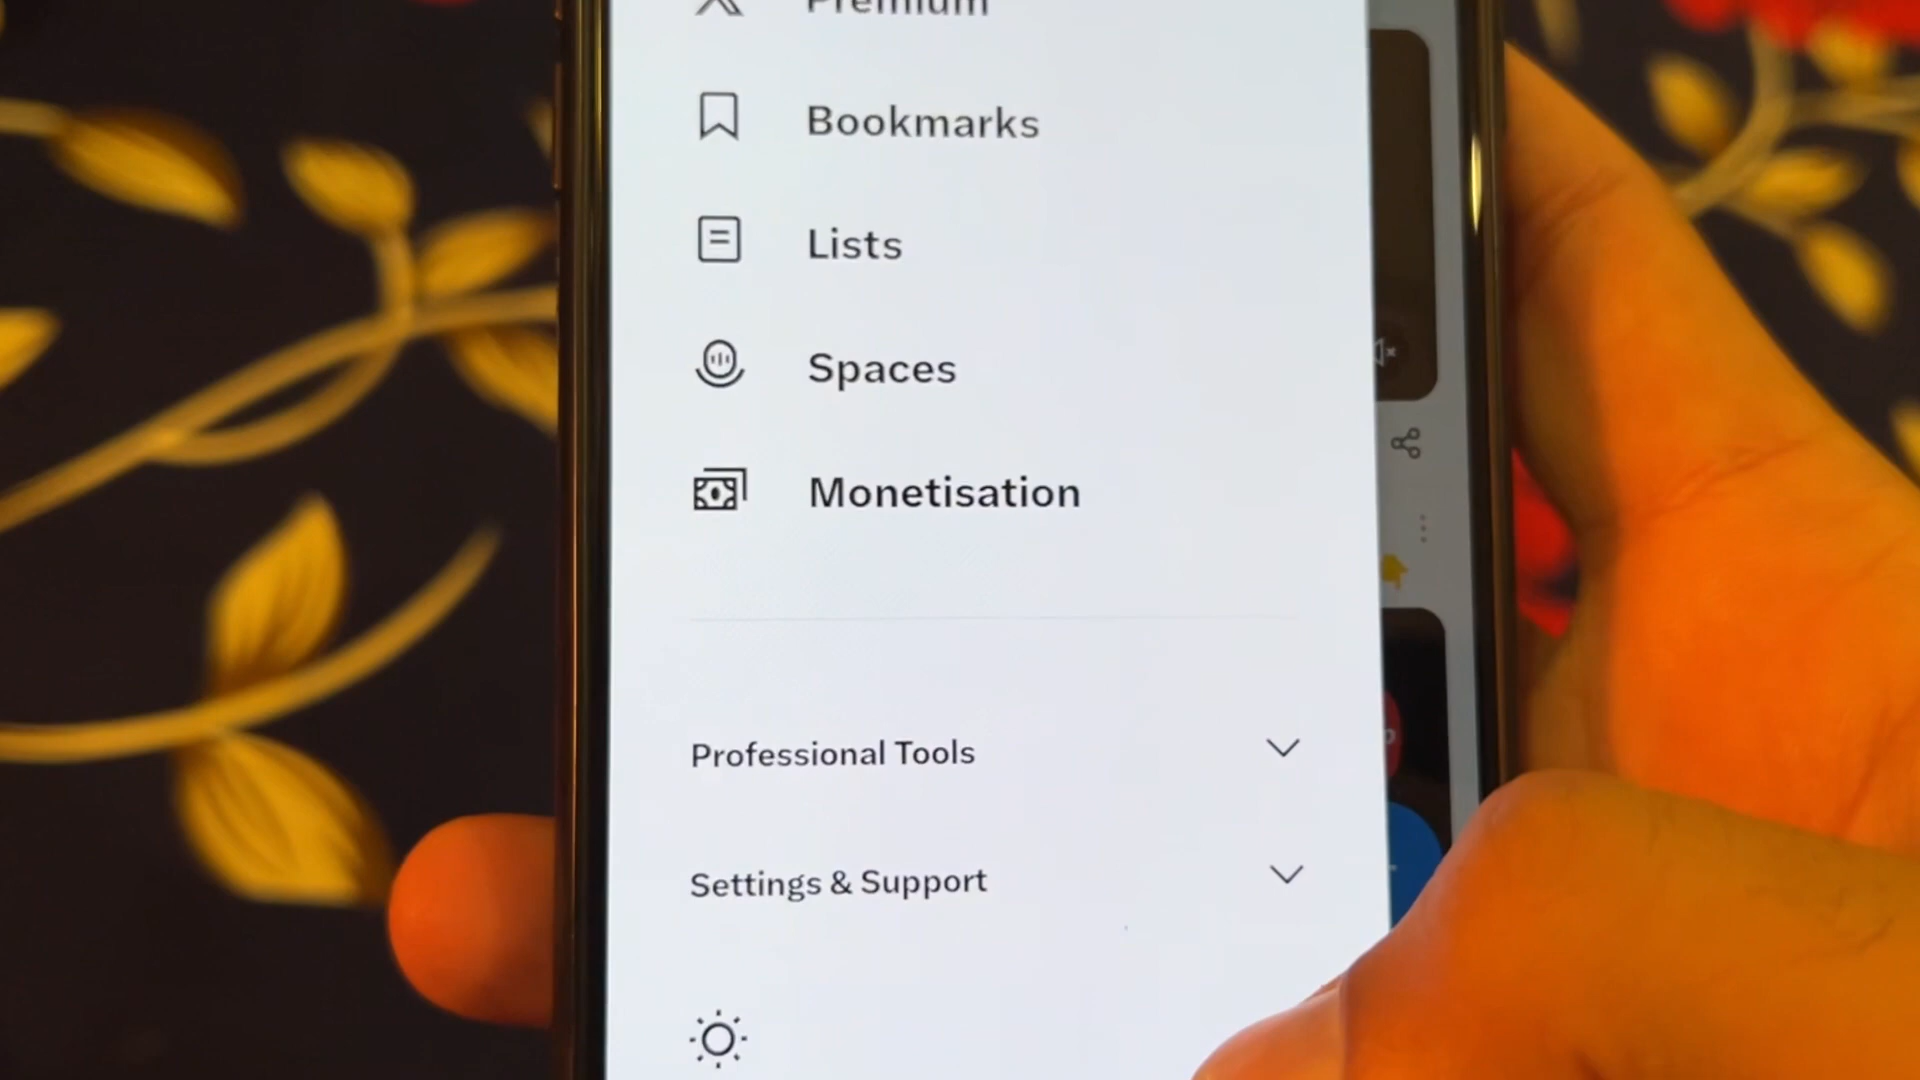 Premium
Bookmarks
Lists
Spaces
Monetisation
Professional Tools
Settings & Support